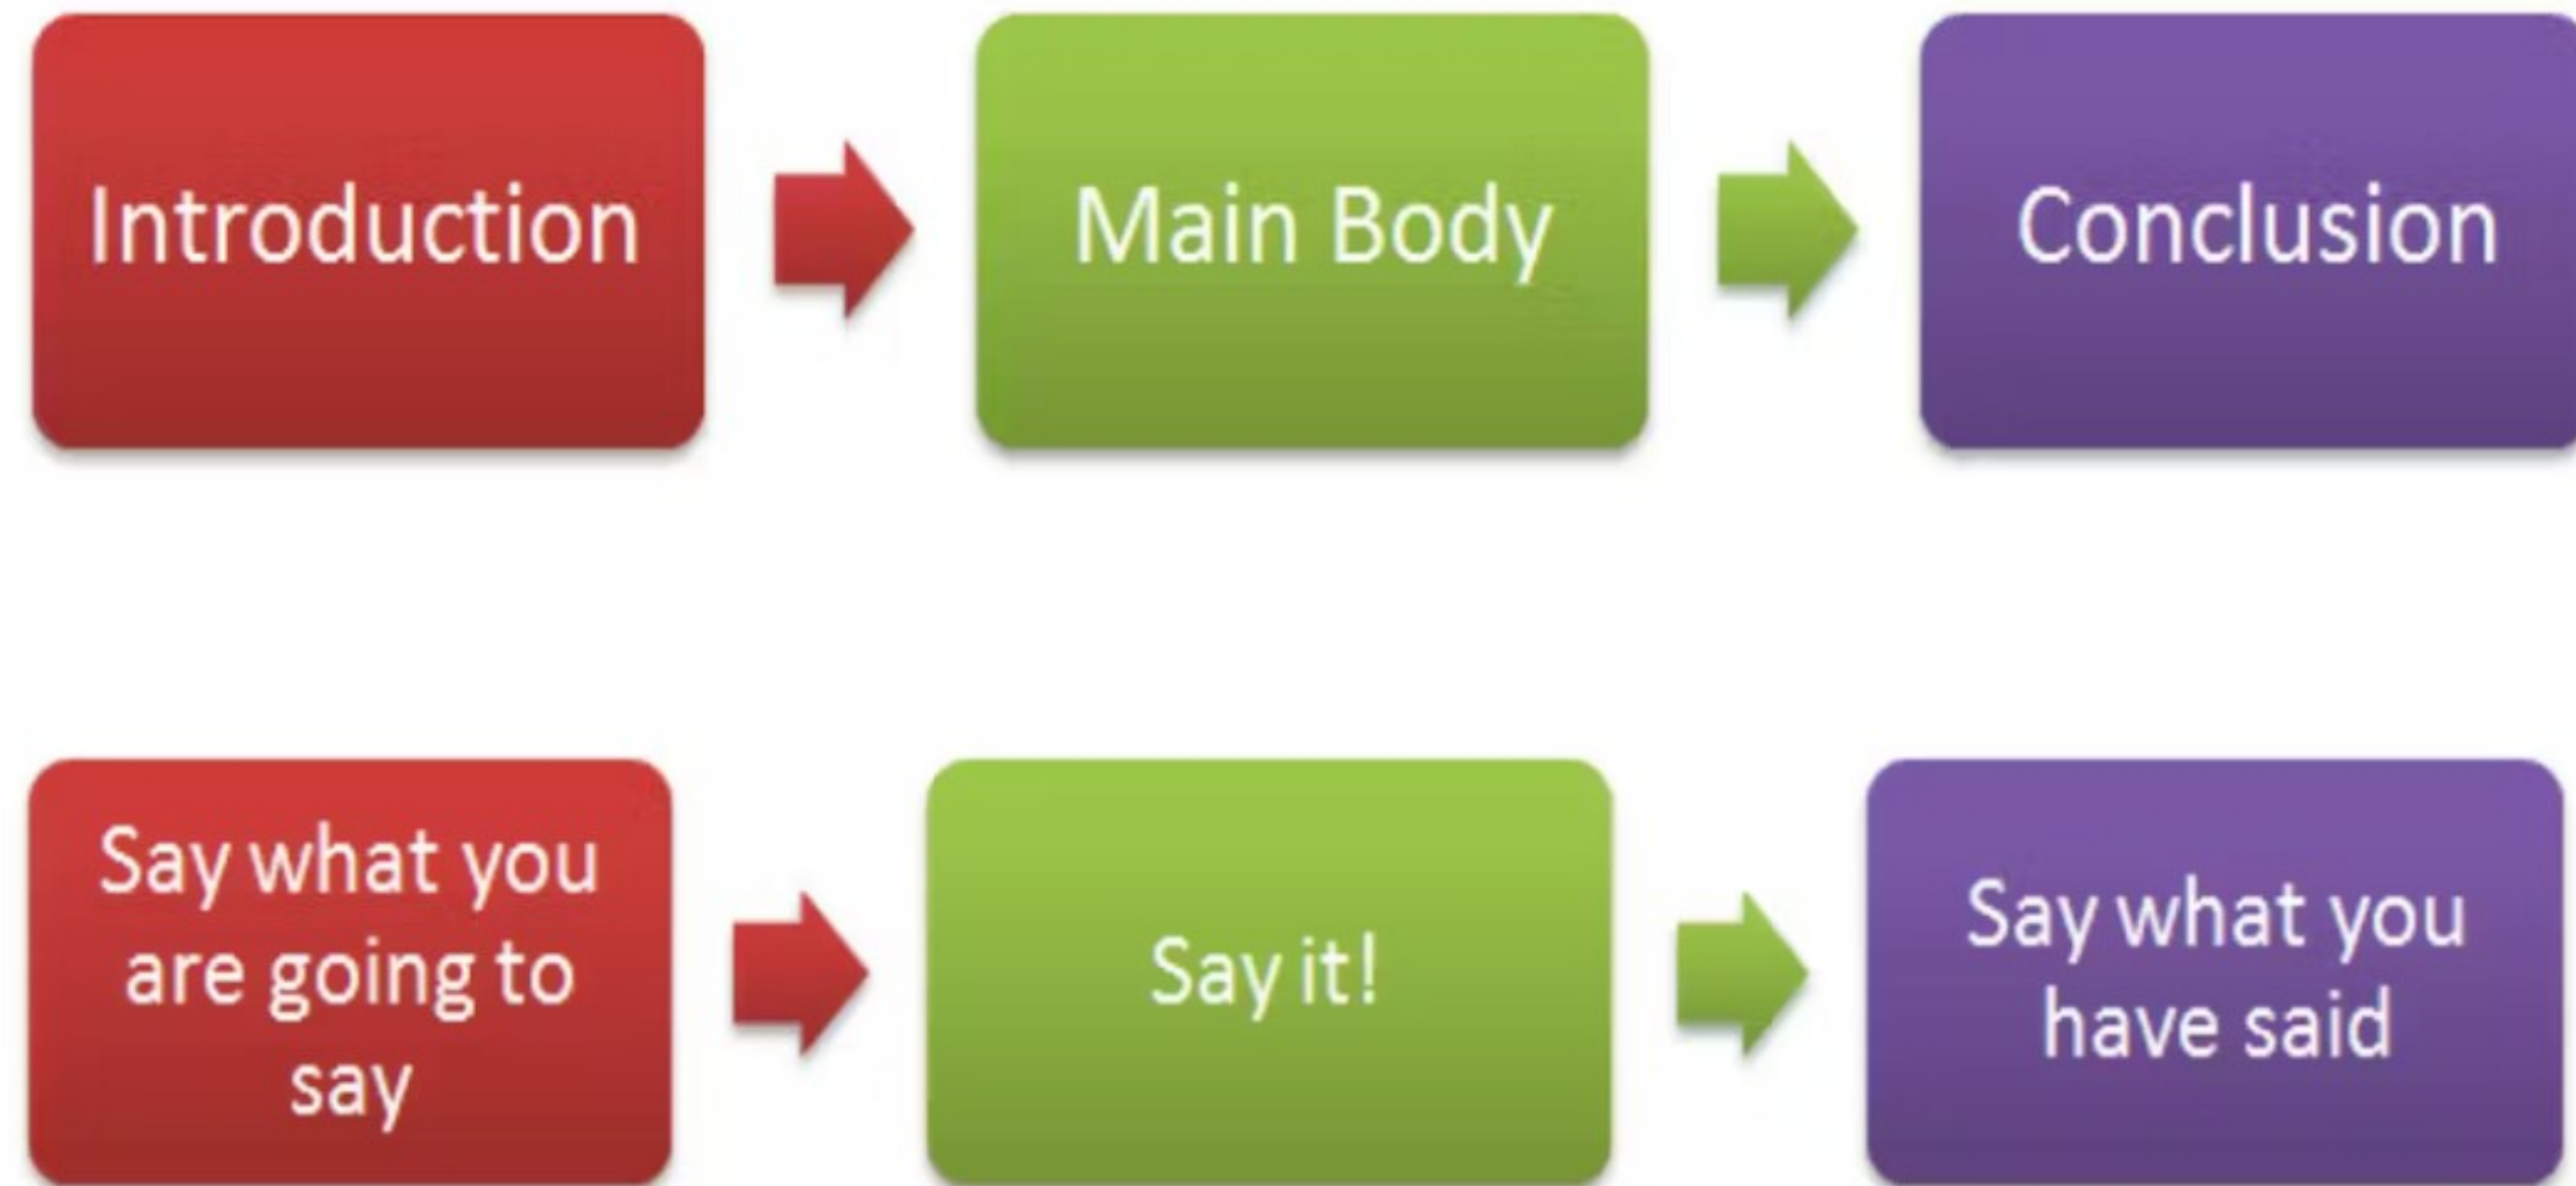 Introduction
Main Body
Conclusion
Say what you
are going to
say
Say it!
Say what you
have said